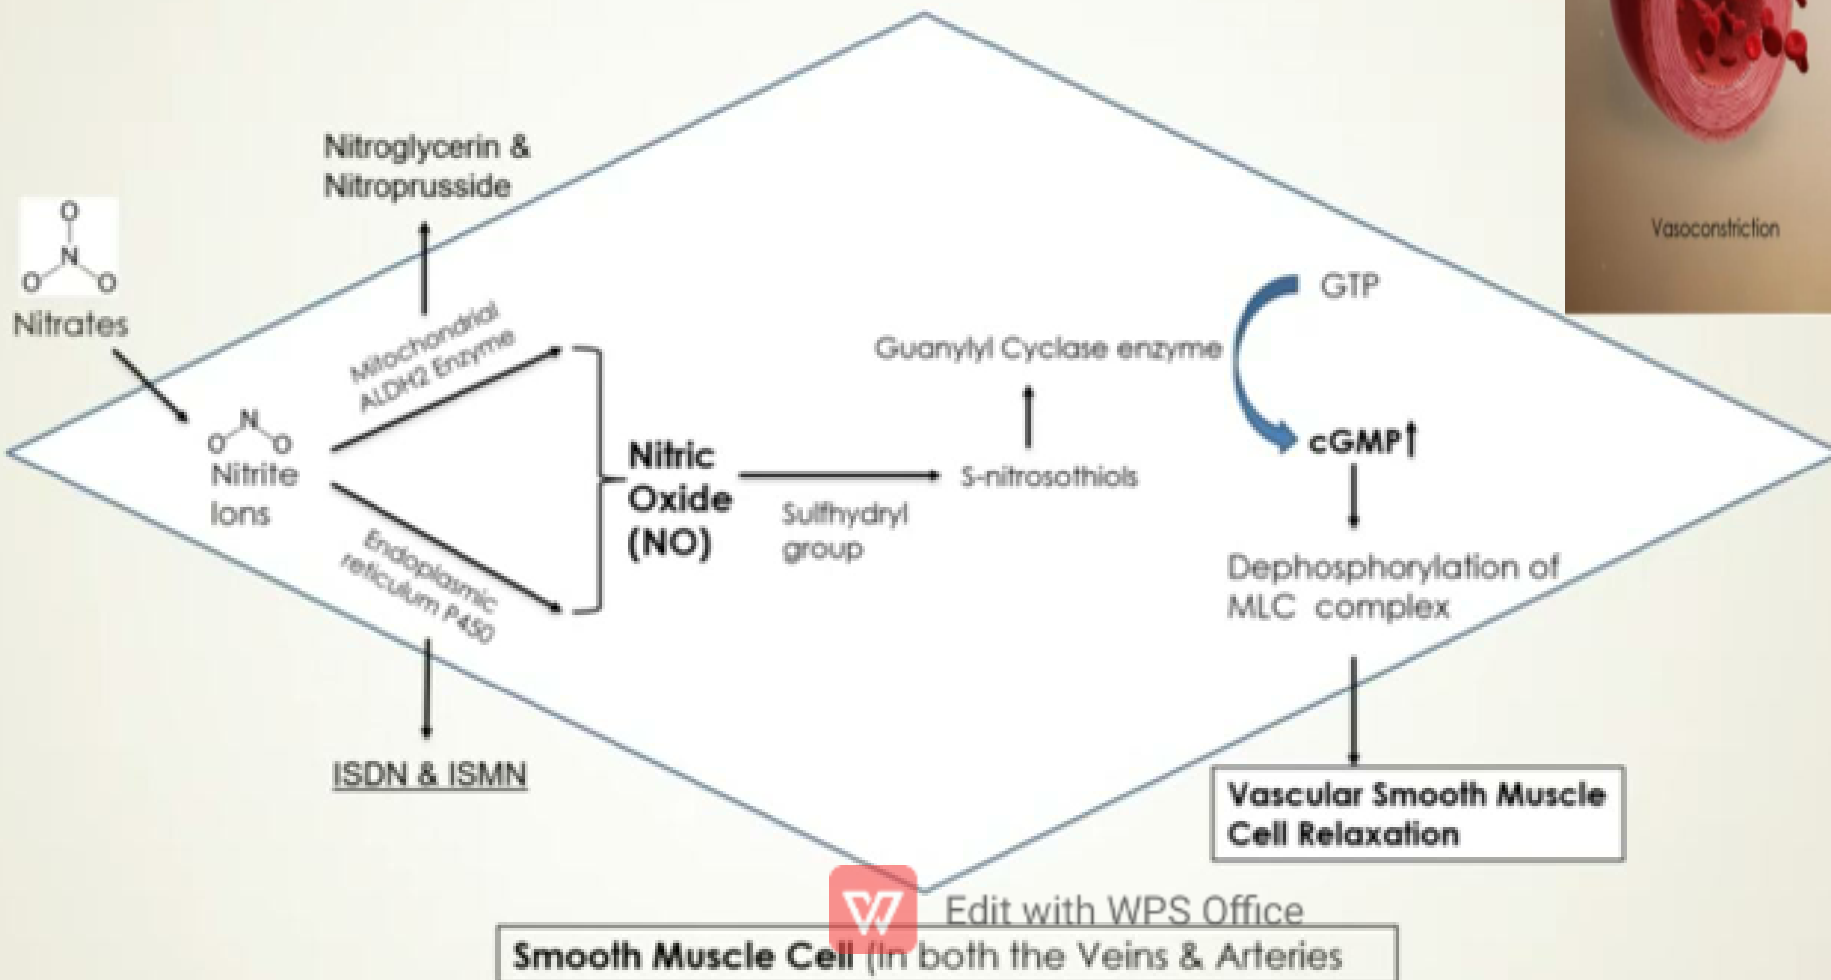 Nitroglycerin &
Nitroprusside
O
N
O O
Nitrates
Vasoconstriction
GTP
Mitochondrial
ALDH2 Enzyme
Guanylyl Cyclase enzyme
N
O O
Nitrite
Ions
cGMP↑
Nitric
Oxide
(NO)
S-nitrosothiols
Sulfhydryl
group
Endoplasmic
reticulum P450
Dephosphorylation of
MLC complex
ISDN & ISMN
Vascular Smooth Muscle
Cell Relaxation
W
Edit with WPS Office
Smooth Muscle Cell (In both the Veins & Arteries